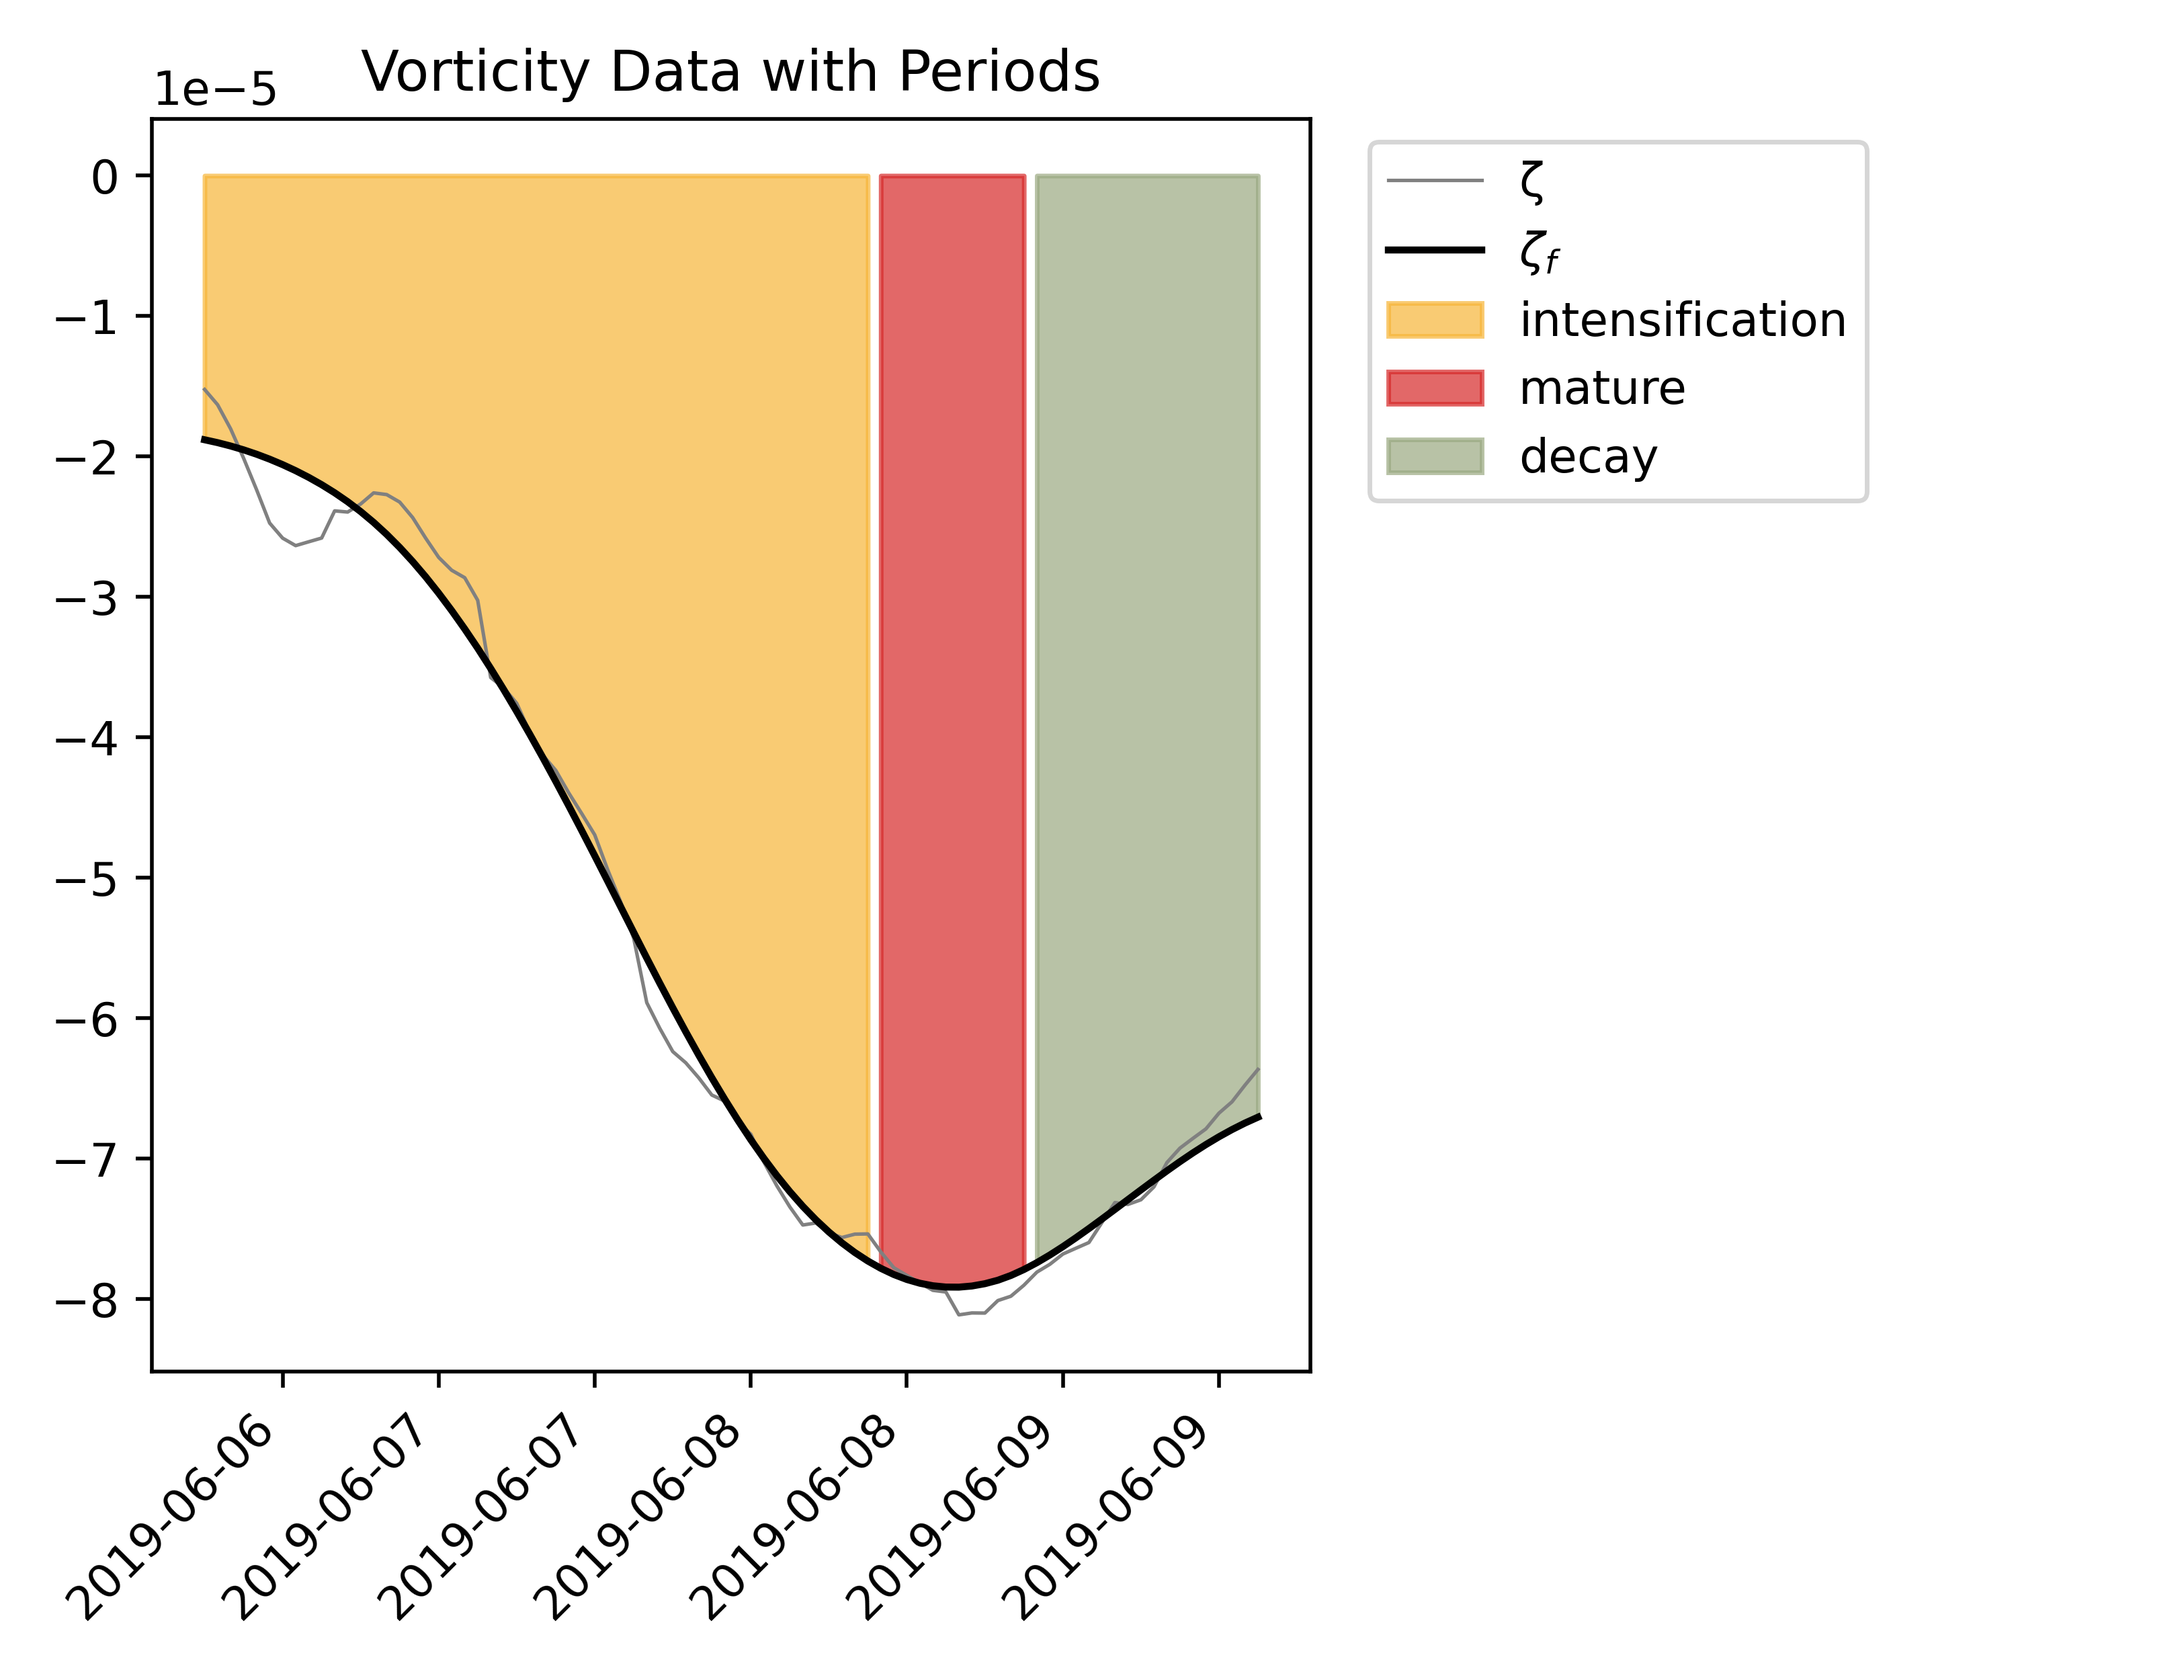 Vorticity Data with Periods
1e−5
0
−1
−2
−3
−4
−5
−6
−7
−8
2019-06-06
2019-06-07
2019-06-07
2019-06-08
2019-06-08
2019-06-09
2019-06-09
ζ
ζf
intensification
mature
decay